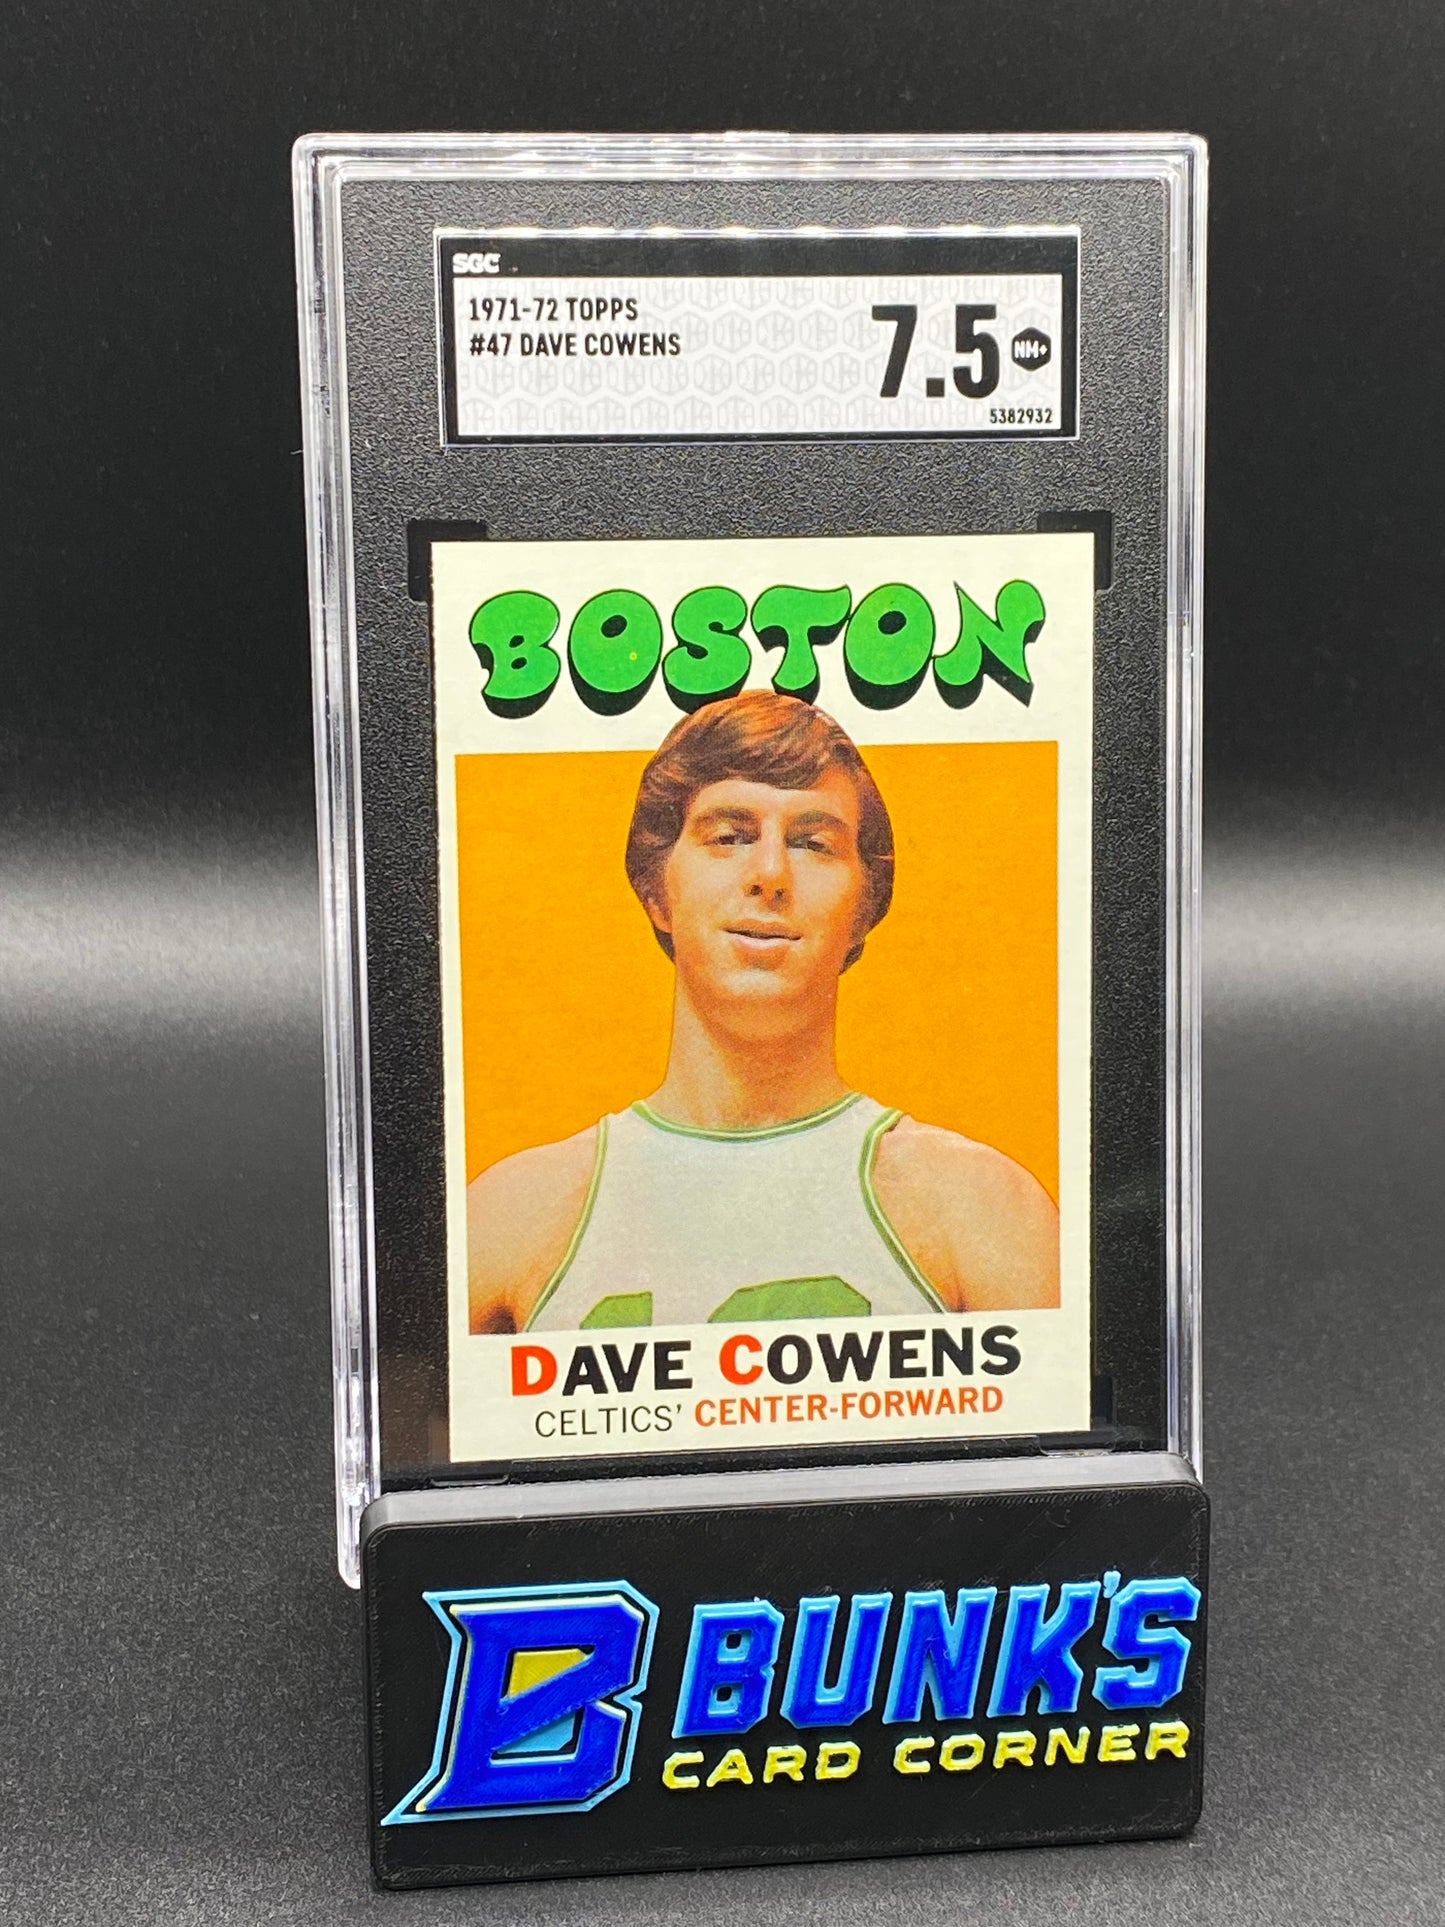 SGC
1971-72 TOPPS
#47 DAVE COWENS
7.5 NM+
5382932
BOSTON
DAVE COWENS
CELTICS' CENTER-FORWARD
B BUNK'S
CARD CORNER